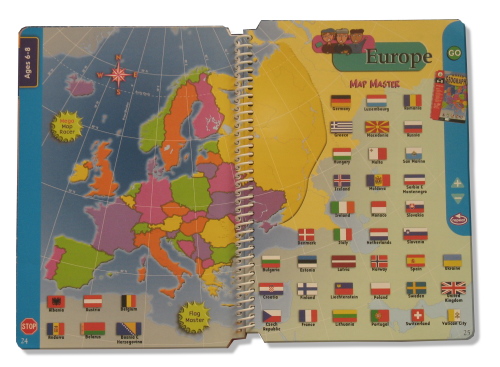 Ages 6-8
N
W
E
S
Mega
Map
Racer
Albania
Austria
Belgium
Andorra
Belarus
Bosnia &
Herzegovina
Flag
Master
STOP
24
Europe
GO
MAP MASTER
Germany
Luxembourg
Romania
Greece
Macedonia
Russia
Hungary
Malta
San Marino
Iceland
Moldova
Serbia &
Montenegro
Ireland
Monaco
Slovakia
Denmark
Italy
Netherlands
Slovenia
Bulgaria
Estonia
Latvia
Norway
Spain
Ukraine
Croatia
Finland
Liechtenstein
Poland
Sweden
United
Kingdom
Czech
Republic
France
Lithuania
Portugal
Switzerland
Vatican City
25